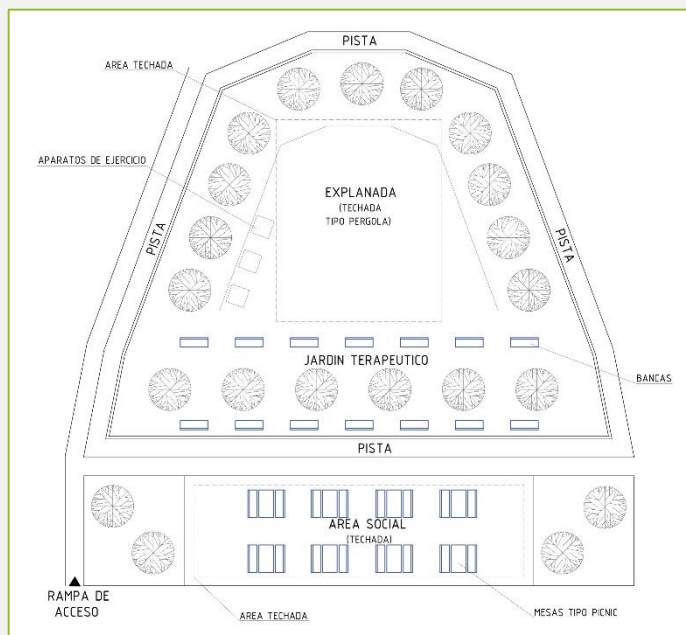 PISTA
AREA TECHADA
APARATOS DE EJERCICIO
EXPLANADA
(TECHADA
TIPO PERGOLA)
PISTA
PISTA
JARDIN TERAPEUTICO
BANCAS
PISTA
AREA SOCIAL
(TECHADA)
RAMPA DE
ACCESO
AREA TECHADA
MESAS TIPO PICNIC